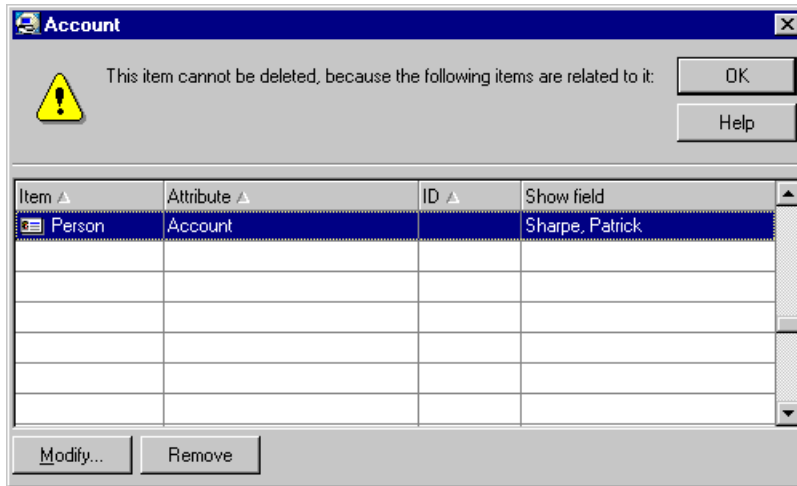 Account
This item cannot be deleted, because the following items are related to it:
OK
Help
Item Attribute ID Show field
Person Account Sharpe, Patrick
Modify... Remove